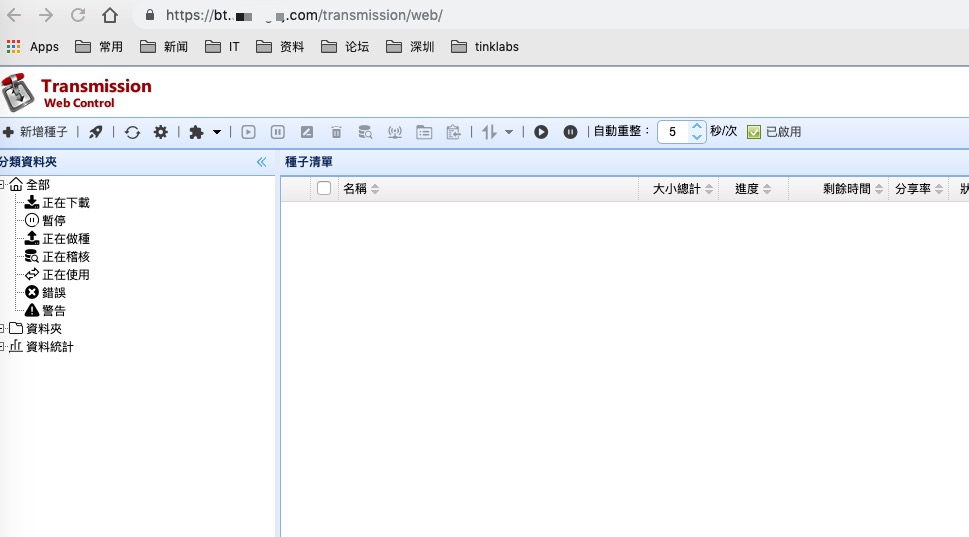 https://bt. .com/transmission/web/
Apps 常用 新闻 IT 资料 论坛 深圳 tinklabs
Transmission
Web Control
新增種子 自動重整： 5 秒/次 已啟用
分類資料夾
種子清單
名稱 大小總計 進度 剩餘時間 分享率
全部
正在下載
暫停
正在做種
正在稽核
正在使用
錯誤
警告
資料夾
資料統計